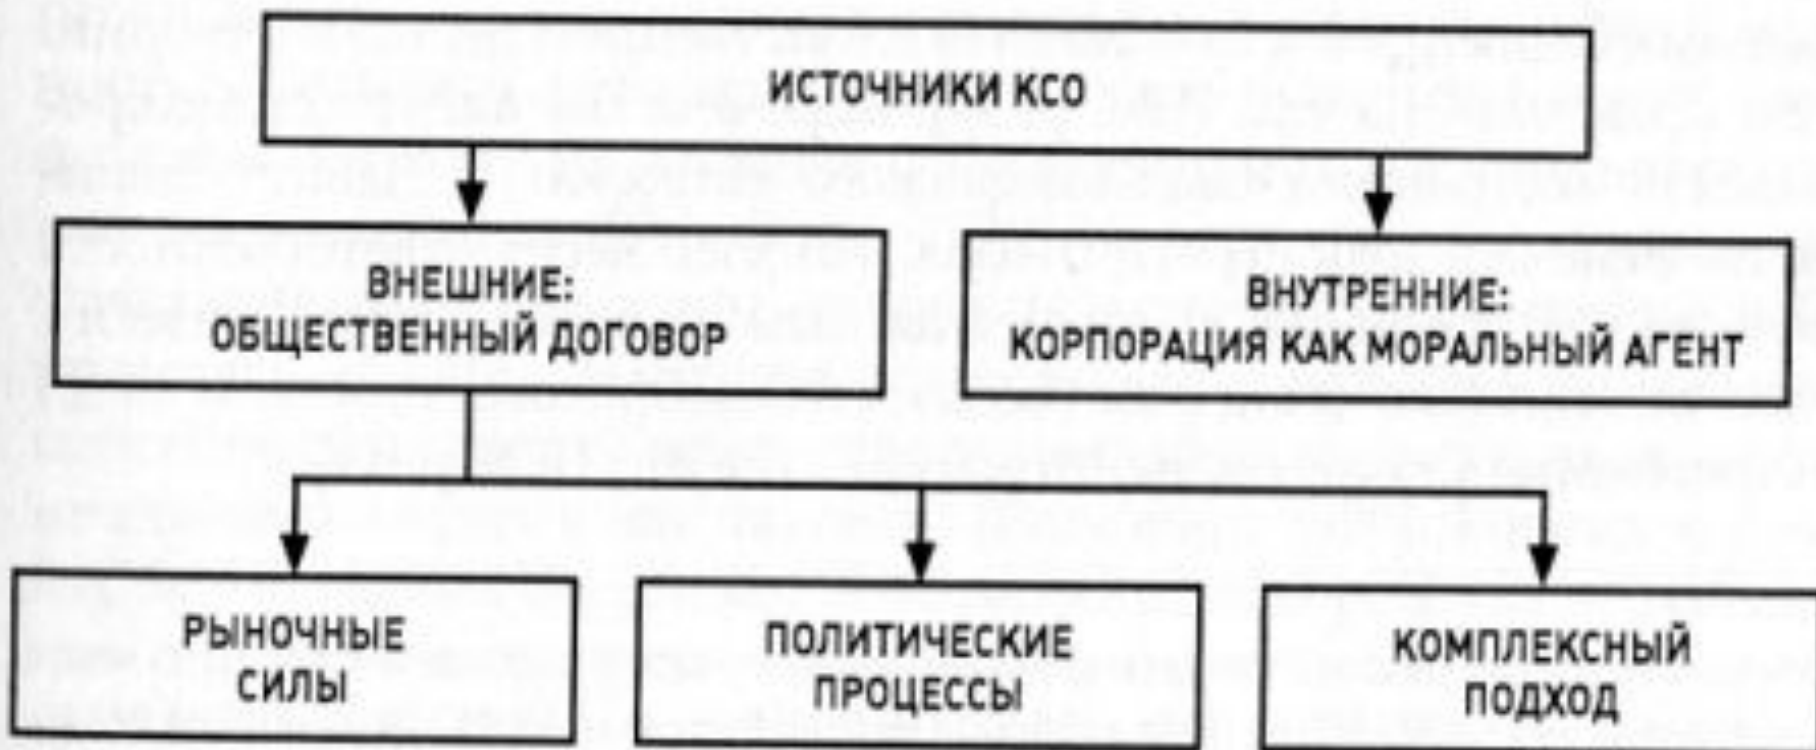 ИСТОЧНИКИ КСО
ВНЕШНИЕ:
ОБЩЕСТВЕННЫЙ ДОГОВОР
ВНУТРЕННИЕ:
КОРПОРАЦИЯ КАК МОРАЛЬНЫЙ АГЕНТ
РЫНОЧНЫЕ
СИЛЫ
ПОЛИТИЧЕСКИЕ
ПРОЦЕССЫ
КОМПЛЕКСНЫЙ
ПОДХОД